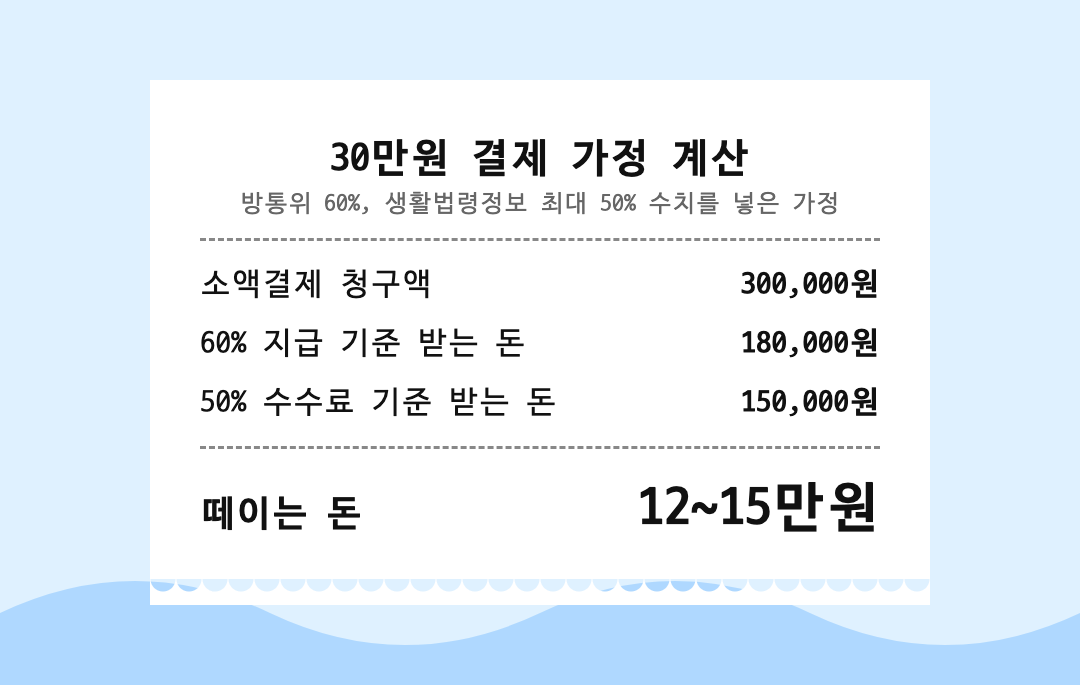 30만원 결제 가정 계산
방통위 60%, 생활법령정보 최대 50% 수치를 넣은 가정
소액결제 청구액 300,000원
60% 지급 기준 받는 돈 180,000원
50% 수수료 기준 받는 돈 150,000원
떼이는 돈 12~15만원